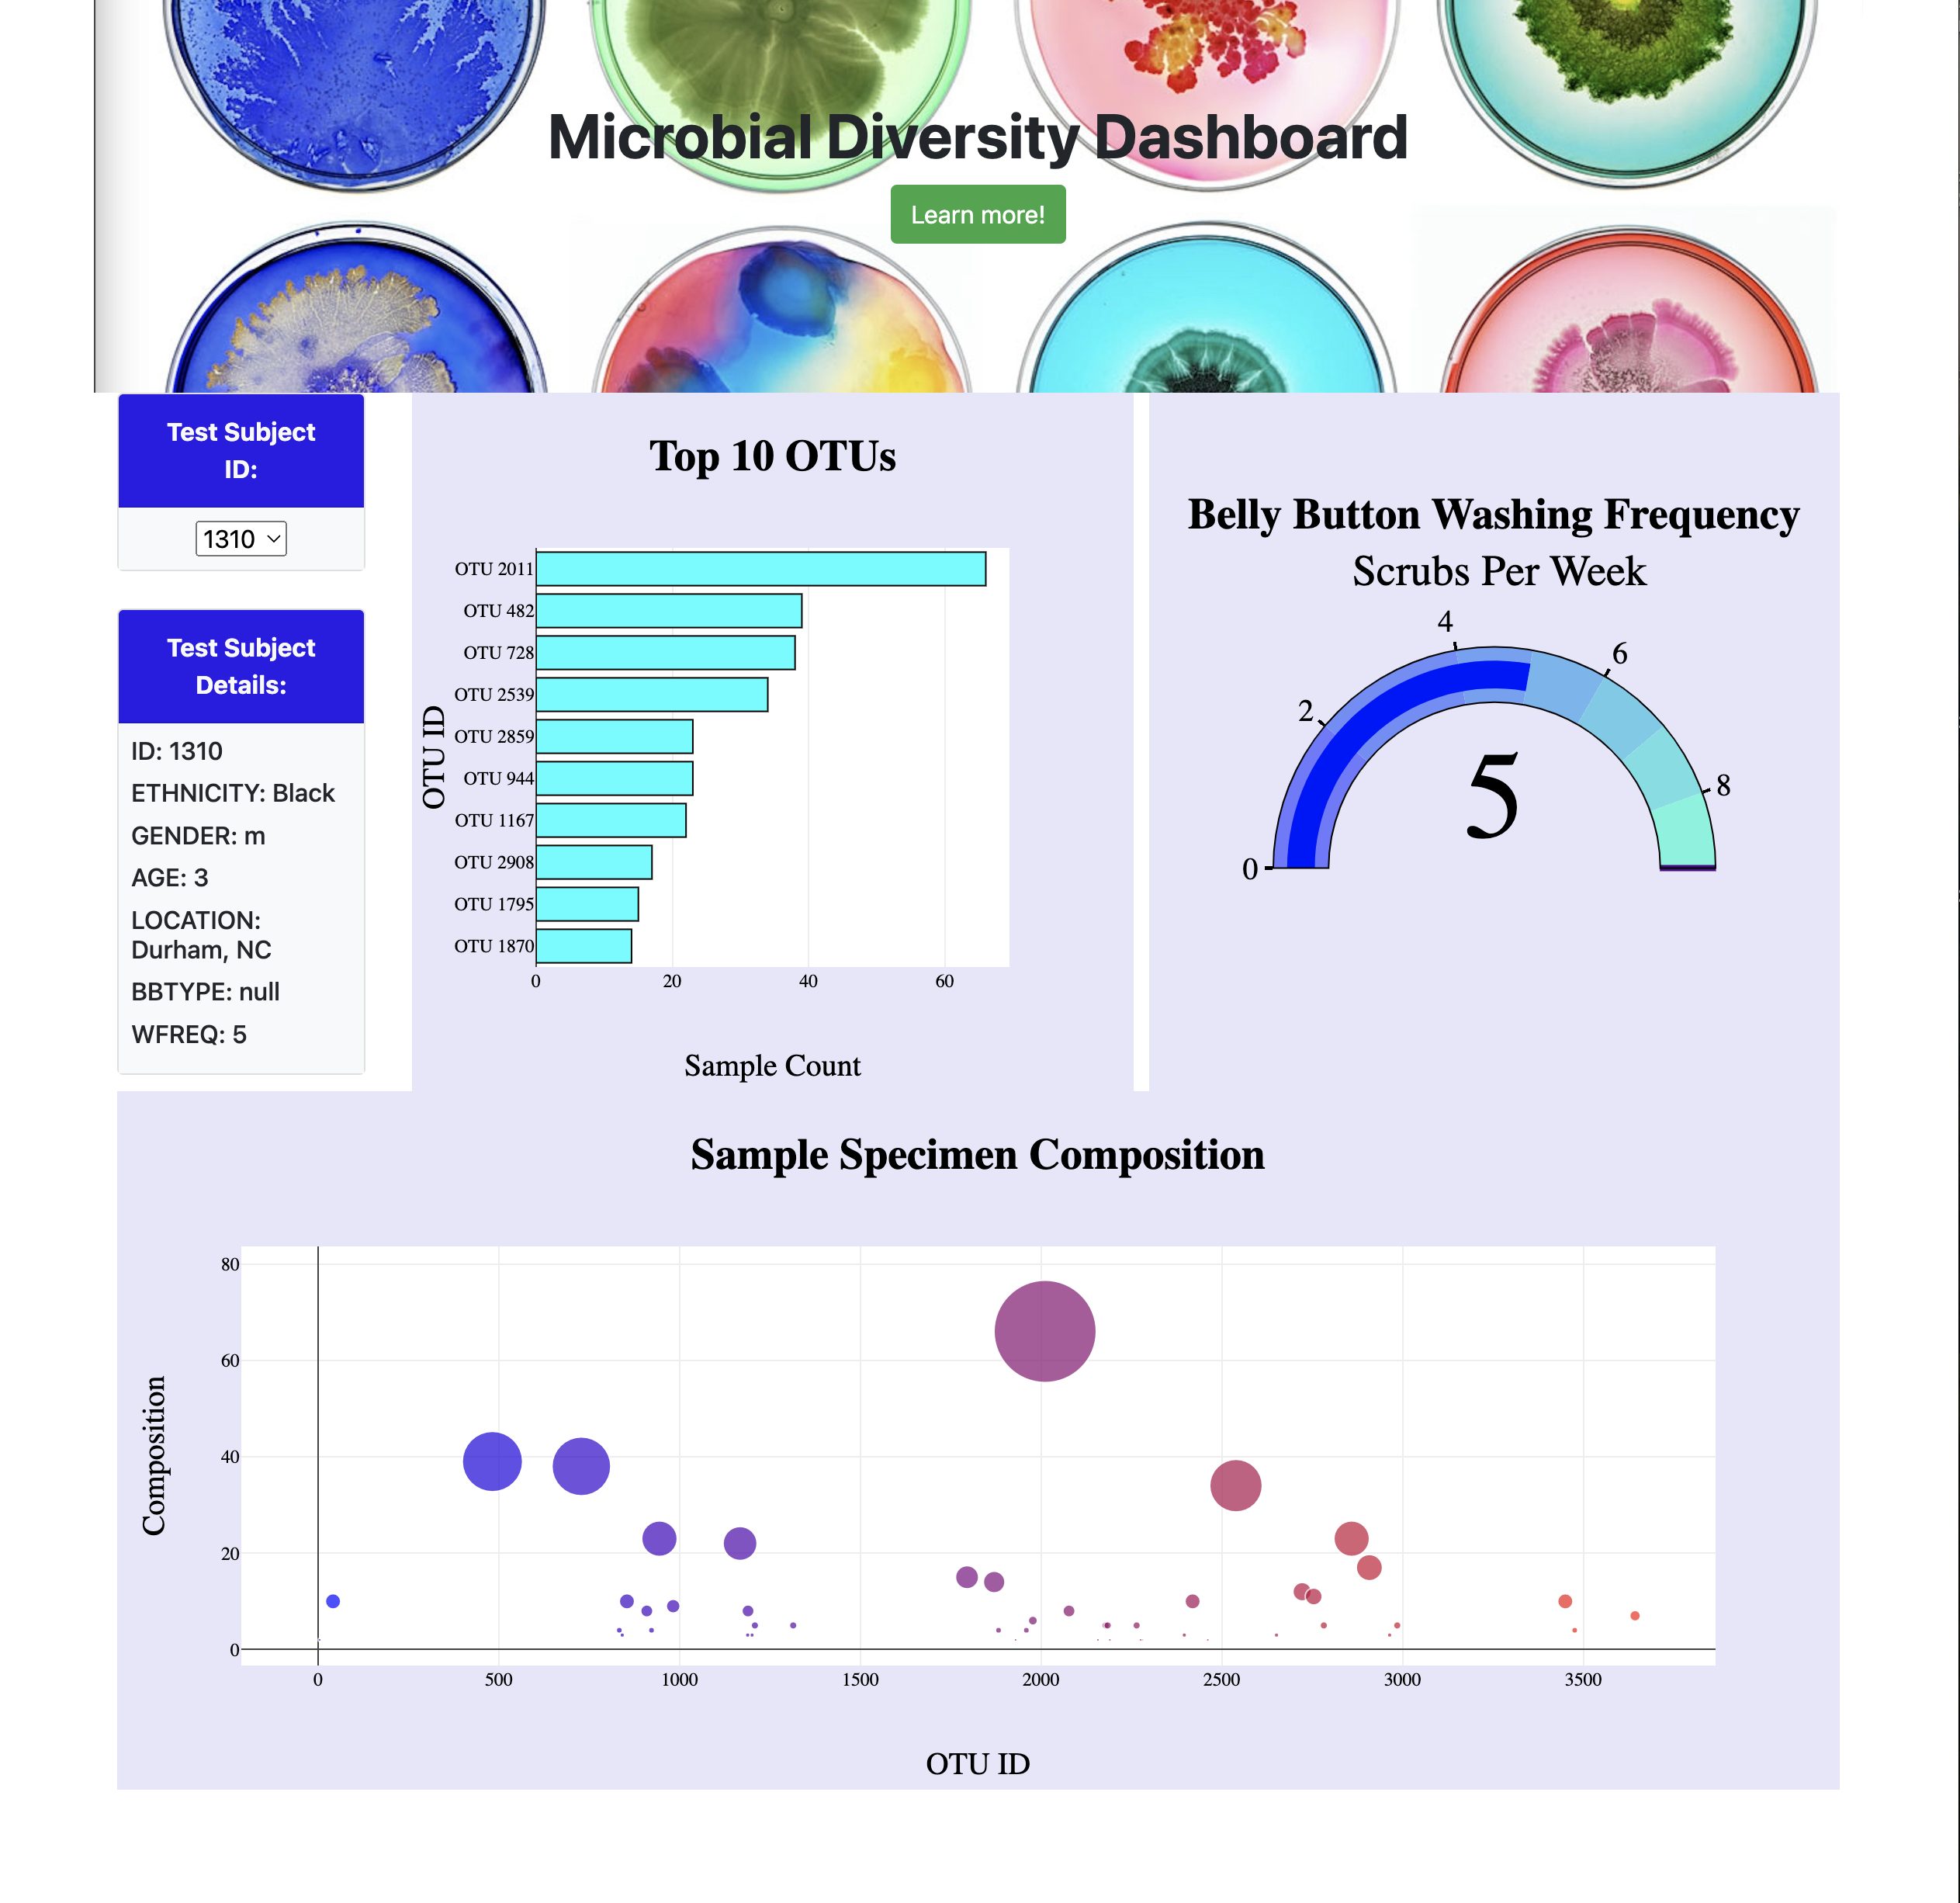 Microbial Diversity Dashboard
Learn more!
Test Subject
ID:
1310
Test Subject
Details:
ID: 1310
ETHNICITY: Black
GENDER: m
AGE: 3
LOCATION:
Durham, NC
BBTYPE: null
WFREQ: 5
Top 10 OTUs
OTU ID
OTU 2011
OTU 482
OTU 728
OTU 2539
OTU 2859
OTU 944
OTU 1167
OTU 2908
OTU 1795
OTU 1870
0 20 40 60
Sample Count
Belly Button Washing Frequency
Scrubs Per Week
0
2
4
6
8
5
Sample Specimen Composition
Composition
80
60
40
20
0
0 500 1000 1500 2000 2500 3000 3500
OTU ID